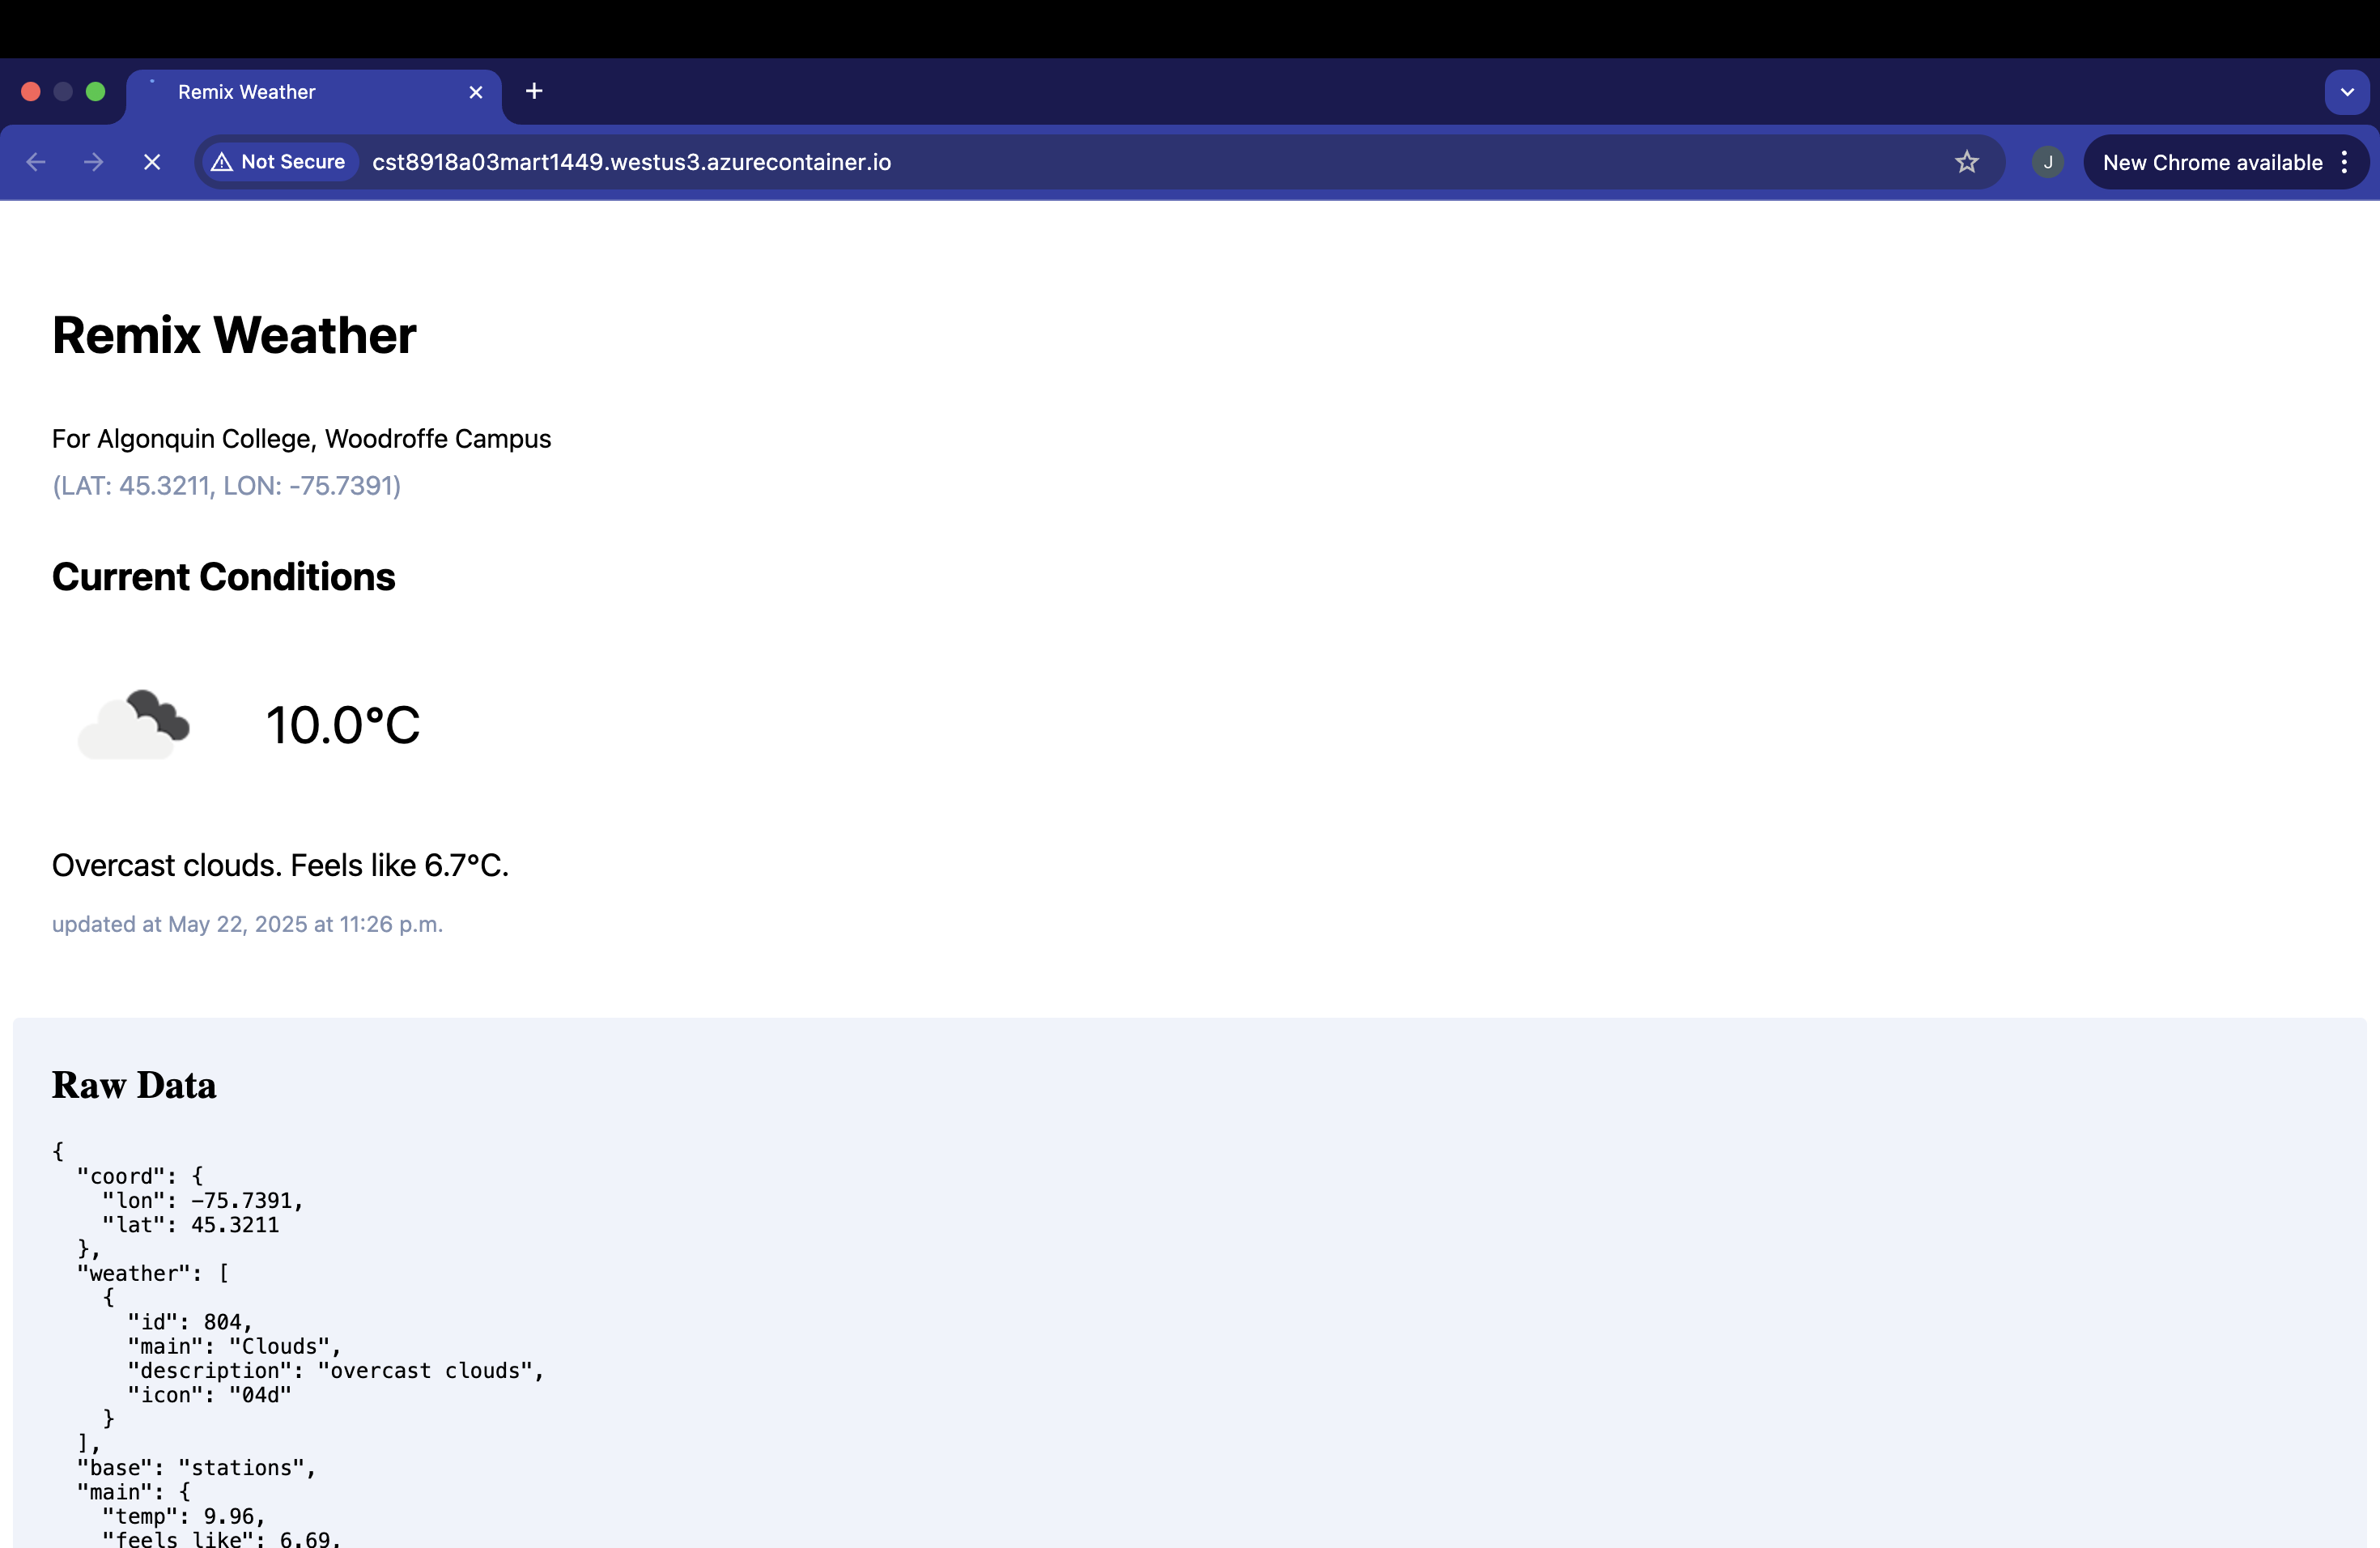 Remix Weather
Not Secure cst8918a03mart1449.westus3.azurecontainer.io J New Chrome available
Remix Weather
For Algonquin College, Woodroffe Campus
(LAT: 45.3211, LON: -75.7391)
Current Conditions
10.0°C
Overcast clouds. Feels like 6.7°C.
updated at May 22, 2025 at 11:26 p.m.
Raw Data
{
  "coord": {
    "lon": -75.7391,
    "lat": 45.3211
  },
  "weather": [
    {
      "id": 804,
      "main": "Clouds",
      "description": "overcast clouds",
      "icon": "04d"
    }
  ],
  "base": "stations",
  "main": {
    "temp": 9.96,
    "feels_like": 6.69,